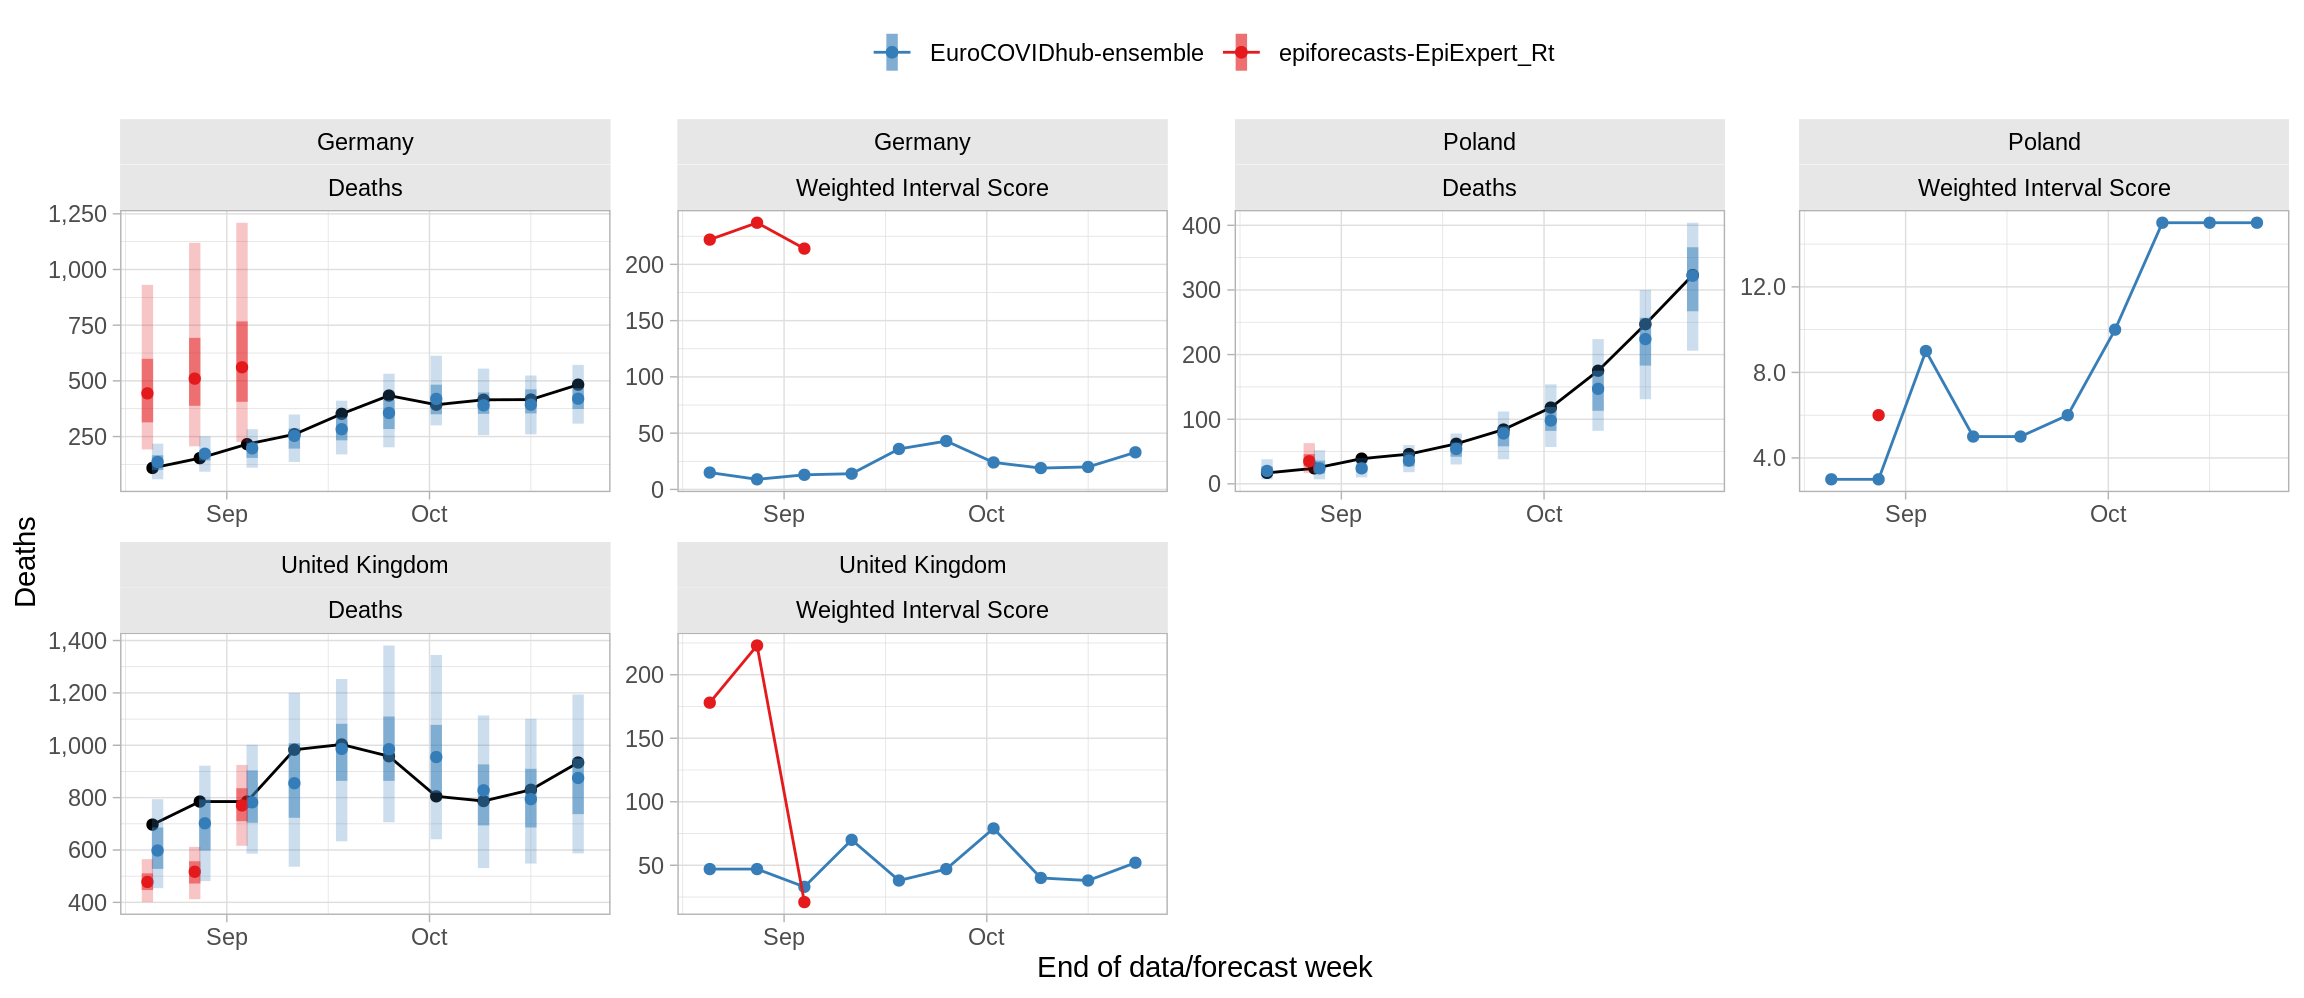 EuroCOVIDhub-ensemble epiforecasts-EpiExpert_Rt
Germany
Deaths
1,250
1,000
750
500
250
Sep Oct
Germany
Weighted Interval Score
200
150
100
50
0
Sep Oct
Poland
Deaths
400
300
200
100
0
Sep Oct
Poland
Weighted Interval Score
12.0
8.0
4.0
Sep Oct
United Kingdom
Deaths
1,400
1,200
1,000
800
600
400
Sep Oct
United Kingdom
Weighted Interval Score
200
150
100
50
Sep Oct
Deaths
End of data/forecast week